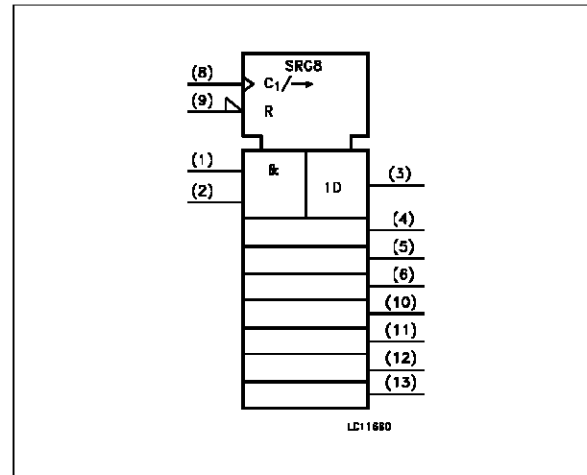 SRG8
(8)
C1/→
(9)
R
(1)
&
1D
(3)
(2)
(4)
(5)
(6)
(10)
(11)
(12)
(13)
LC11680